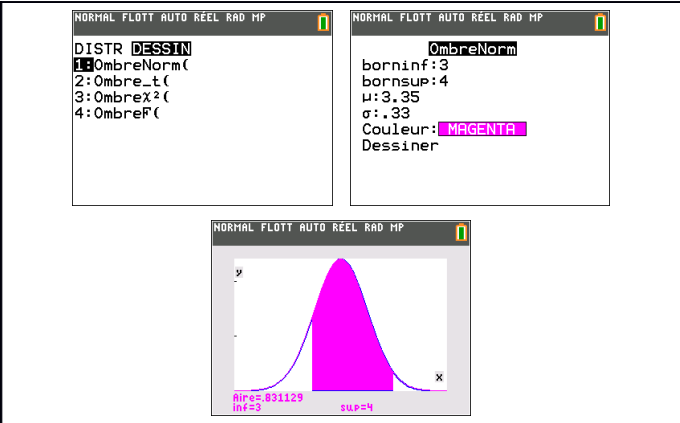 NORMAL FLOTT AUTO RÉEL RAD MP
DISTR DESSIN
1:OmbreNorm(
2:Ombre_t(
3:Ombreχ²(
4:OmbreF(
NORMAL FLOTT AUTO RÉEL RAD MP
OmbreNorm
borninf:3
bornsup:4
μ:3.35
σ:.33
Couleur: MAGENTA
Dessiner
NORMAL FLOTT AUTO RÉEL RAD MP
y
x
Aire=.831129
inf=3 sup=4